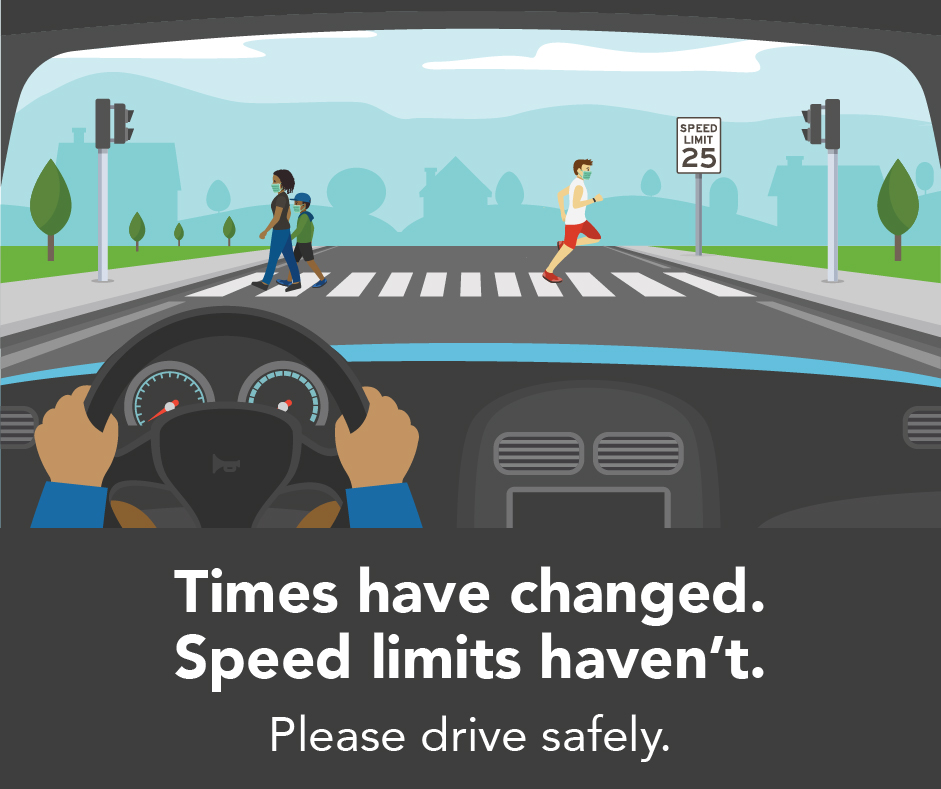 SPEED
LIMIT
25
Times have changed.
Speed limits haven’t.
Please drive safely.